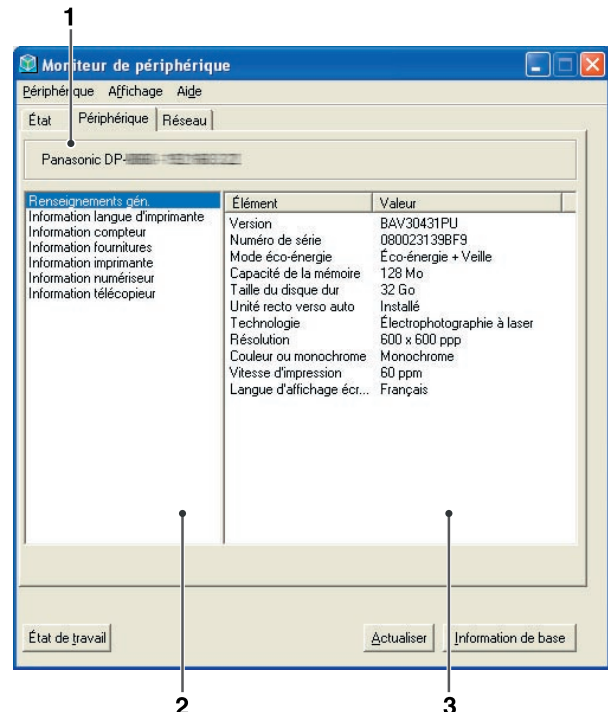 1
Moniteur de périphérique
Périphérique Affichage Aide
État Périphérique Réseau
Panasonic DP-
Renseignements gén.
Information langue d'imprimante
Information compteur
Information fournitures
Information imprimante
Information numériseur
Information télécopieur
Élément Valeur
Version BAV30431PU
Numéro de série 080023139BF9
Mode éco-énergie Éco-énergie + Veille
Capacité de la mémoire 128 Mo
Taille du disque dur 32 Go
Unité recto verso auto Installé
Technologie Électrophotographie à laser
Résolution 600 x 600 ppp
Couleur ou monochrome Monochrome
Vitesse d'impression 60 ppm
Langue d'affichage écr... Français
État de travail Actualiser Information de base
2 3